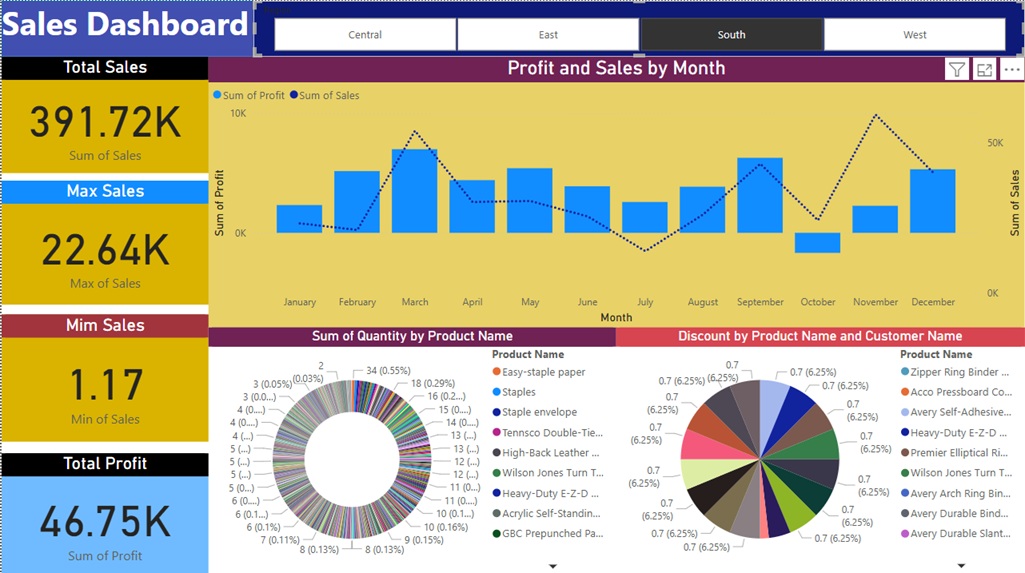 Sales Dashboard
Central
East
South
West
Total Sales
391.72K
Sum of Sales
Max Sales
22.64K
Max of Sales
Mim Sales
1.17
Min of Sales
Total Profit
46.75K
Sum of Profit
Profit and Sales by Month
Sum of Profit
Sum of Sales
Sum of Profit
10K
0K
Sum of Sales
50K
0K
January
February
March
April
May
June
July
August
September
October
November
December
Month
Sum of Quantity by Product Name
2
34 (0.55%)
18 (0.29%)
16 (0.2...)
15 (0....)
14 (0....)
13 (...)
13 (...)
12 (...)
12 (...)
11 (...)
11 (0...)
10 (0.1...)
10 (0.16%)
9 (0.15%)
8 (0.13%)
8 (0.13%)
7 (0.11%)
6 (0.1%)
6 (0.1...)
6 (0....)
5 (0...)
5 (...)
5 (...)
5 (...)
4 (...)
4 (...)
4 (0...)
3 (0.0...)
3 (0.05%)
(0.03%)
Product Name
Easy-staple paper
Staples
Staple envelope
Tennsco Double-Tie...
High-Back Leather ...
Wilson Jones Turn T...
Heavy-Duty E-Z-D ...
Acrylic Self-Standin...
GBC Prepunched Pa...
Discount by Product Name and Customer Name
0.7 (6.25%)
0.7
(6.25%)
0.7
(6.25%)
0.7
(6.25%)
0.7
(6.25%)
0.7 (6.25%)
0.7 (6.25%)
0.7 (6.25%)
0.7
(6.25%)
0.7
(6.25%)
0.7
(6.25%)
0.7
(6.25%)
0.7 (6.25%)
0.7
(6.25%)
Product Name
Zipper Ring Binder ...
Acco Pressboard Co...
Avery Self-Adhesive...
Heavy-Duty E-Z-D ...
Premier Elliptical Ri...
Wilson Jones Turn T...
Avery Arch Ring Bin...
Avery Durable Bind...
Avery Durable Slant...